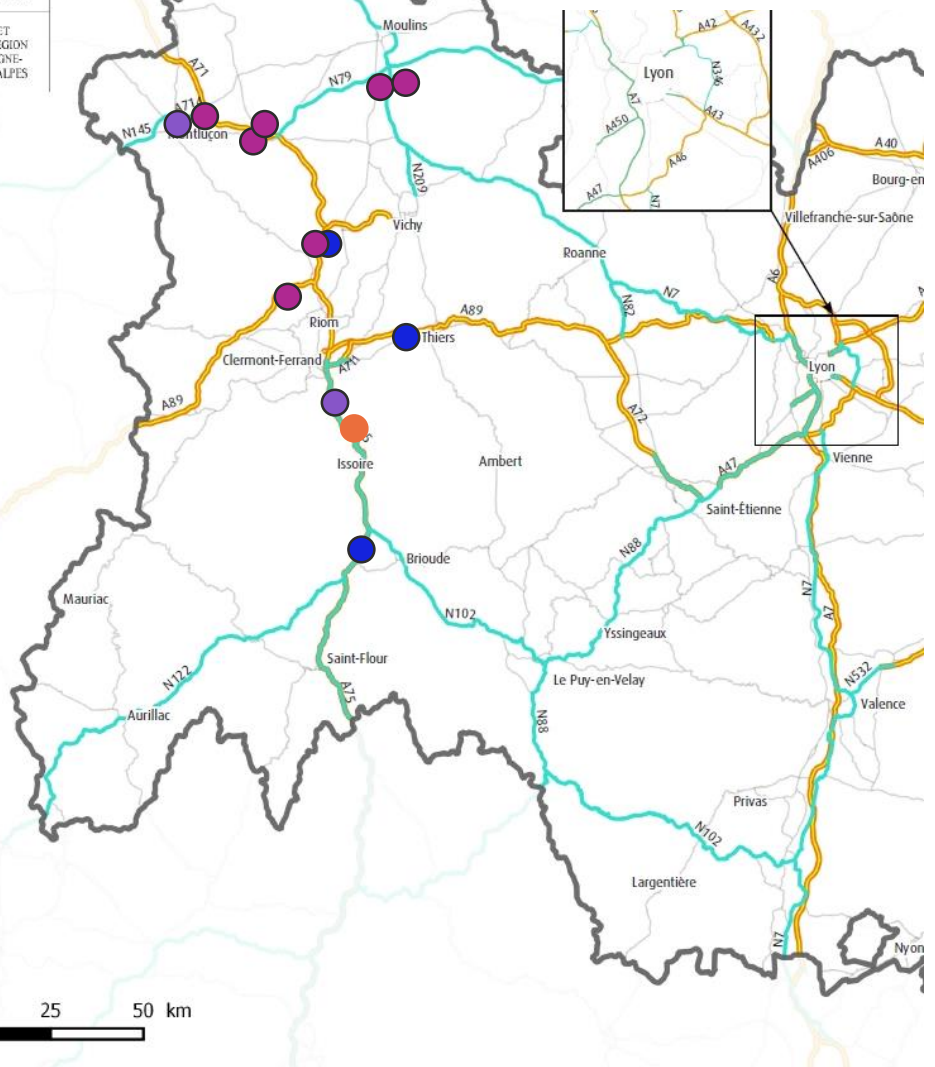 ET
ÉGION
GNE-
ALPES
Moulins
A71
N79
A714
N145
Montluçon
N209
Vichy
A42
A432
Lyon
N346
A7
A43
A450
A46
A47
N7
A406
A40
Bourg-en
Villefranche-sur-Saône
Roanne
A6
N7
N82
A89
Riom
Thiers
Clermont-Ferrand
A711
Lyon
A89
A72
Issoire
Ambert
A47
Vienne
Saint-Étienne
N88
Brioude
N7
Mauriac
N102
A7
Yssingeaux
Saint-Flour
N122
Le Puy-en-Velay
N532
A75
Valence
Aurillac
N88
Privas
N102
Largentière
N7
Nyon
25 50 km